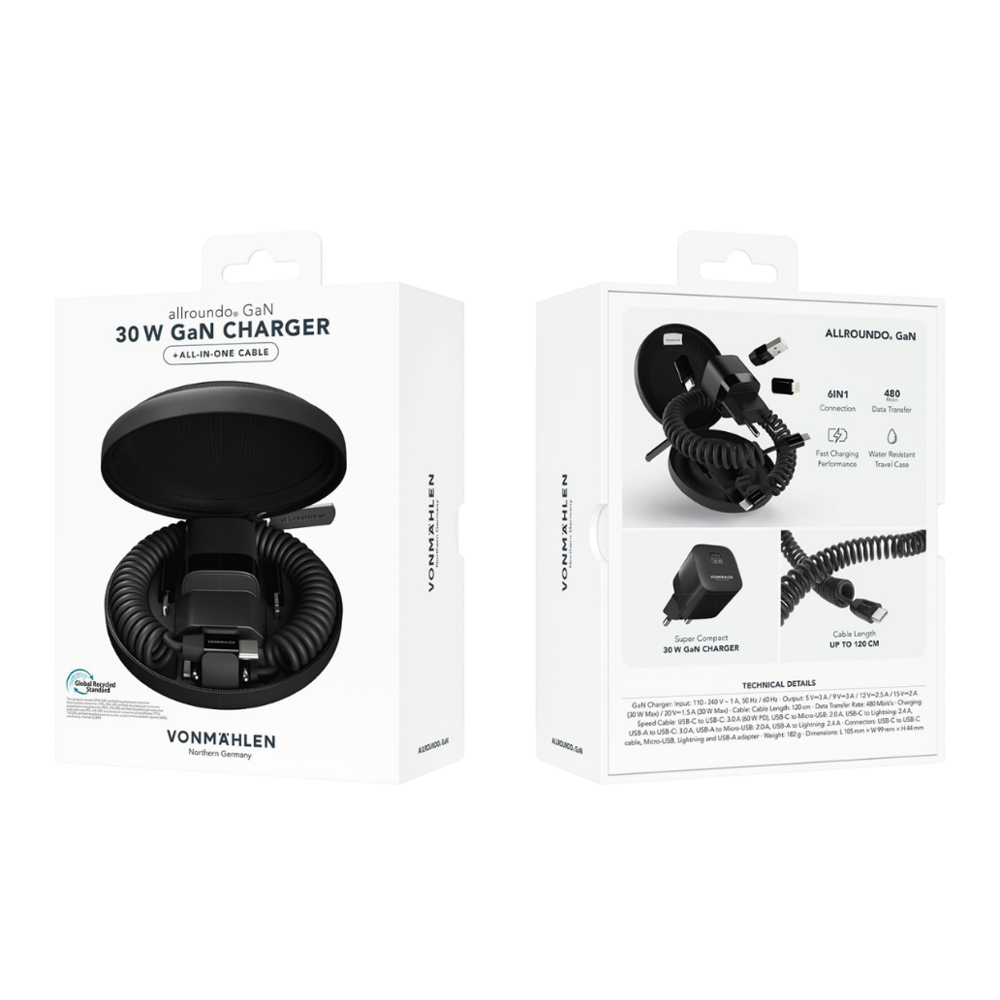 allroundo® GaN
30 W GaN CHARGER
+ALL-IN-ONE CABLE
VONMÄHLEN
Global Recycled
Standard
VONMÄHLEN
Northern Germany
VONMÄHLEN
Northern Germany
ALLROUNDO® GaN
VONMÄHLEN
Northern Germany
ALLROUNDO® GaN
ALLROUNDO® GaN
6IN1
Connection
480
Mbit/s
Data Transfer
Fast Charging
Performance
Water Resistant
Travel Case
VONMÄHLEN
Super Compact
30 W GaN CHARGER
Cable Length
UP TO 120 CM
TECHNICAL DETAILS
GaN Charger: Input: 110 - 240 V ~ 1 A, 50 Hz / 60 Hz · Output: 5 V⎓3 A / 9 V⎓3 A / 12 V⎓2.5 A / 15 V⎓2 A
(30 W Max) / 20 V⎓1.5 A (30 W Max) · Cable: Cable Length: 120 cm · Data Transfer Rate: 480 Mbit/s · Charging
Speed Cable: USB-C to USB-C: 3.0 A (60 W PD), USB-C to Micro-USB: 2.0 A, USB-C to Lightning: 2.4 A,
USB-A to USB-C: 3.0 A, USB-A to Micro-USB: 2.0 A, USB-A to Lightning: 2.4 A · Connectors: USB-C to USB-C
cable, Micro-USB, Lightning and USB-A adapter · Weight: 182 g · Dimensions: L 105 mm × W 99 mm × H 44 mm